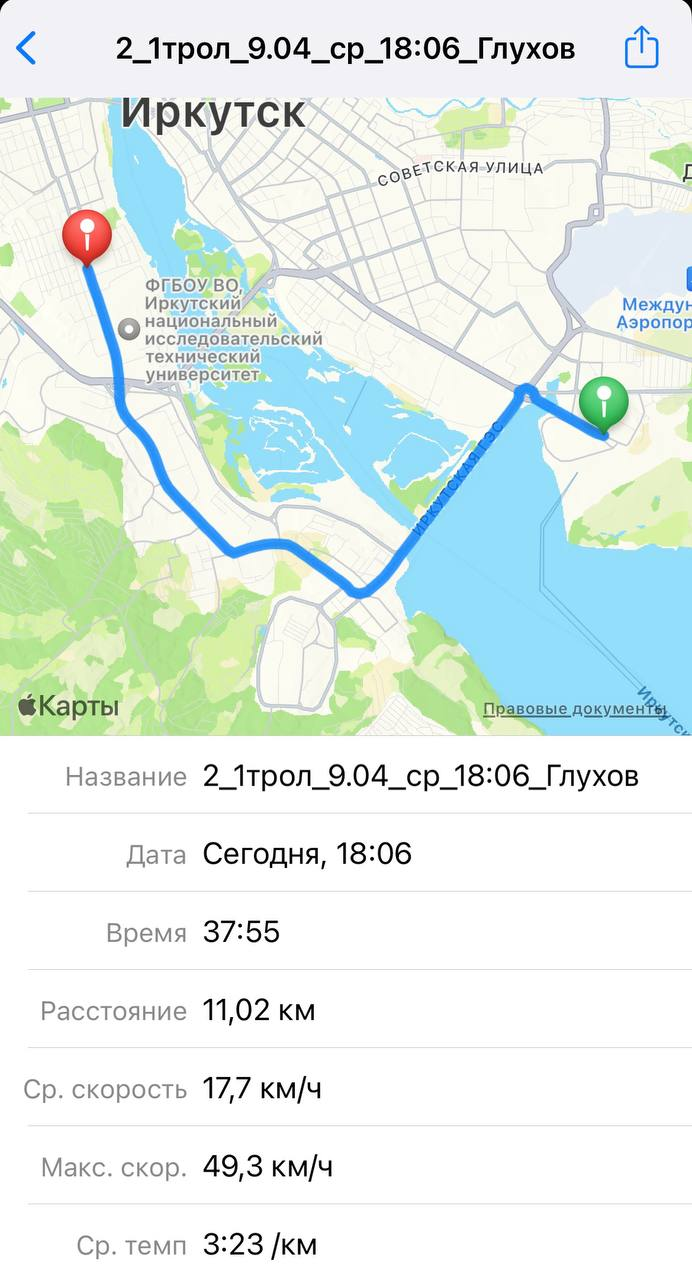 2_1трол_9.04_ср_18:06_Глухов
Иркутск
СОВЕТСКАЯ УЛИЦА
ФГБОУ ВО,
Иркутский
национальный
исследовательский
технический
университет
Междун
Аэропор
ИРКУТСКАЯ ГЭС
Иркутск
Карты
Правовые документы
Название 2_1трол_9.04_ср_18:06_Глухов
Дата Сегодня, 18:06
Время 37:55
Расстояние 11,02 км
Ср. скорость 17,7 км/ч
Макс. скор. 49,3 км/ч
Ср. темп 3:23 /км